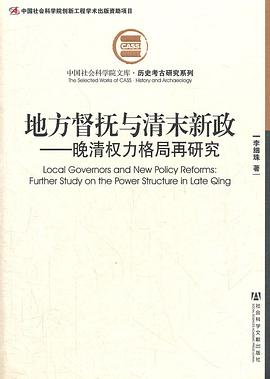 中国社会科学院创新工程学术出版资助项目
CASS
中国社会科学院文库·历史考古研究系列
The Selected Works of CASS · History and Archaeology
地方督抚与清末新政
——晚清权力格局再研究
Local Governors and New Policy Reforms:
Further Study on the Power Structure in Late Qing
李细珠 著
社会科学文献出版社